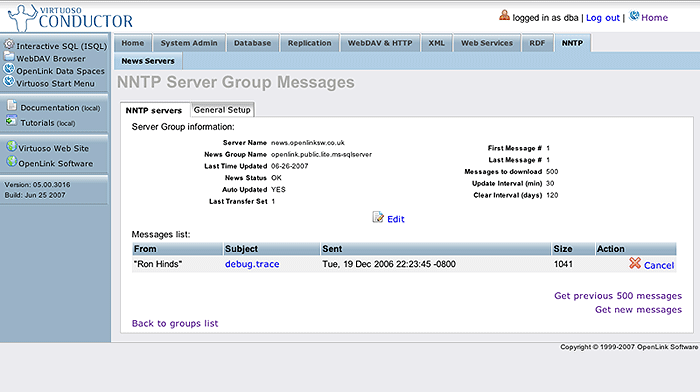 VIRTUOSO
CONDUCTOR
logged in as dba | Log out | Home
Interactive SQL (ISQL)
WebDAV Browser
OpenLink Data Spaces
Virtuoso Start Menu
Documentation (local)
Tutorials (local)
Virtuoso Web Site
OpenLink Software
Version: 05.00.3016
Build: Jun 25 2007
Home System Admin Database Replication WebDAV & HTTP XML Web Services RDF NNTP
News Servers
NNTP Server Group Messages
NNTP servers General Setup
Server Group information:
Server Name news.openlinksw.co.uk
News Group Name openlink.public.lite.ms-sqlserver
Last Time Updated 06-26-2007
News Status OK
Auto Updated YES
Last Transfer Set 1
First Message # 1
Last Message # 1
Messages to download 500
Update Interval (min) 30
Clear Interval (days) 120
Edit
Messages list:
From Subject Sent Size Action
"Ron Hinds" debug.trace Tue, 19 Dec 2006 22:23:45 -0800 1041 Cancel
Get previous 500 messages
Get new messages
Back to groups list
Copyright © 1999-2007 OpenLink Software